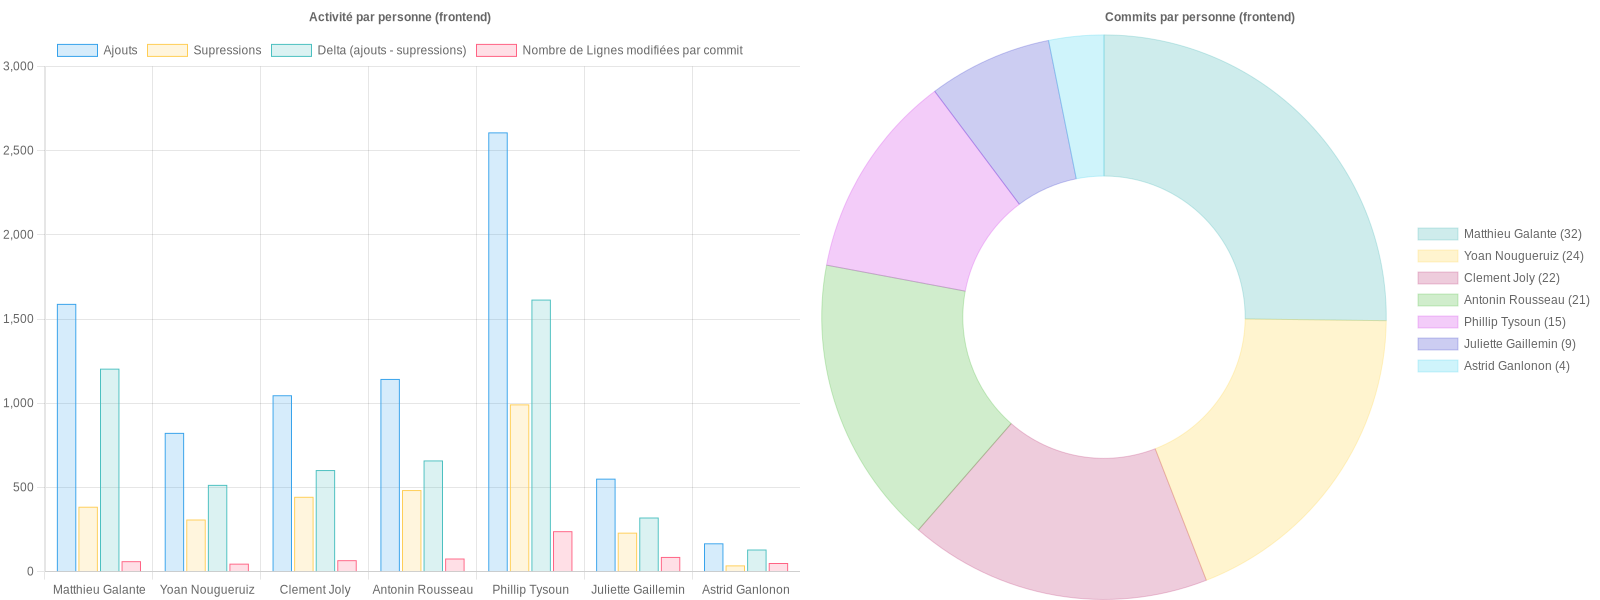 Activité par personne (frontend)
Ajouts Supressions Delta (ajouts - supressions) Nombre de Lignes modifiées par commit
3,000
2,500
2,000
1,500
1,000
500
0
Matthieu Galante Yoan Nougueruiz Clement Joly Antonin Rousseau Phillip Tysoun Juliette Gaillemin Astrid Ganlonon
Commits par personne (frontend)
Matthieu Galante (32)
Yoan Nougueruiz (24)
Clement Joly (22)
Antonin Rousseau (21)
Phillip Tysoun (15)
Juliette Gaillemin (9)
Astrid Ganlonon (4)